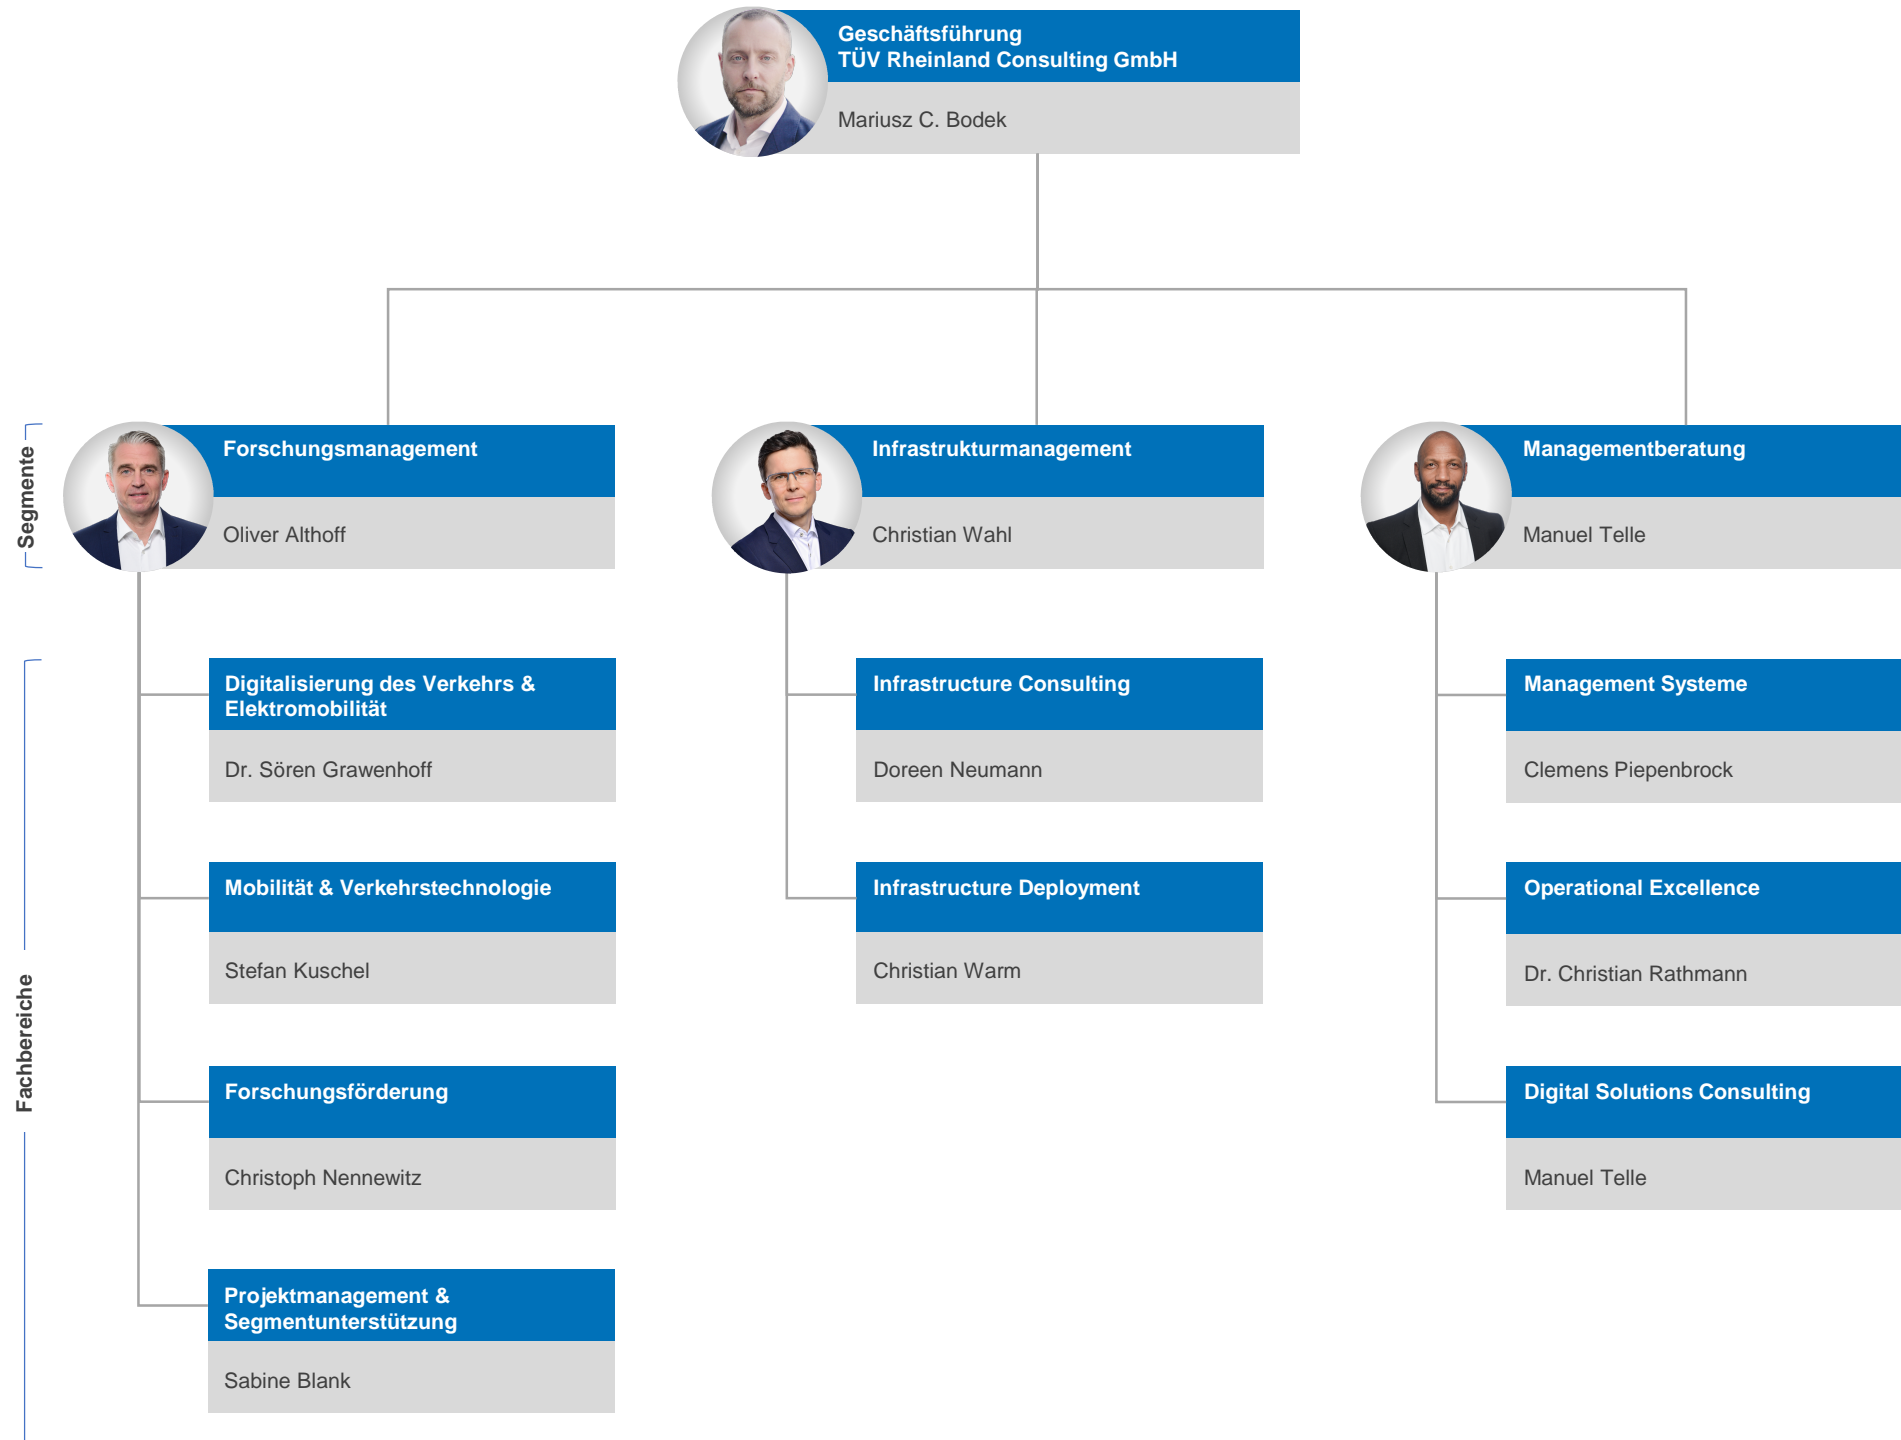 Geschäftsführung
TÜV Rheinland Consulting GmbH
Mariusz C. Bodek
Segmente
Forschungsmanagement
Oliver Althoff
Infrastrukturmanagement
Christian Wahl
Managementberatung
Manuel Telle
Fachbereiche
Digitalisierung des Verkehrs &
Elektromobilität
Dr. Sören Grawenhoff
Infrastructure Consulting
Doreen Neumann
Management Systeme
Clemens Piepenbrock
Mobilität & Verkehrstechnologie
Stefan Kuschel
Infrastructure Deployment
Christian Warm
Operational Excellence
Dr. Christian Rathmann
Forschungsförderung
Christoph Nennewitz
Digital Solutions Consulting
Manuel Telle
Projektmanagement &
Segmentunterstützung
Sabine Blank